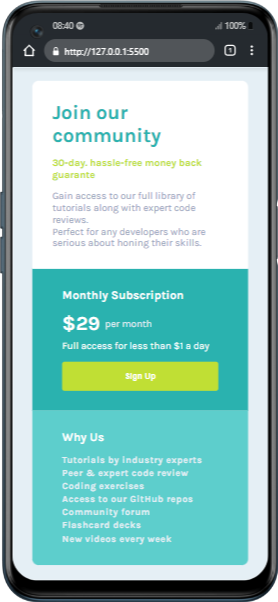 08:40
100%
http://127.0.0.1:5500
1
Join our
community
30-day, hassle-free money back
guarante
Gain access to our full library of
tutorials along with expert code
reviews.
Perfect for any developers who are
serious about honing their skills.
Monthly Subscription
$29 per month
Full access for less than $1 a day
Sign Up
Why Us
Tutorials by industry experts
Peer & expert code review
Coding exercises
Access to our GitHub repos
Community forum
Flashcard decks
New videos every week